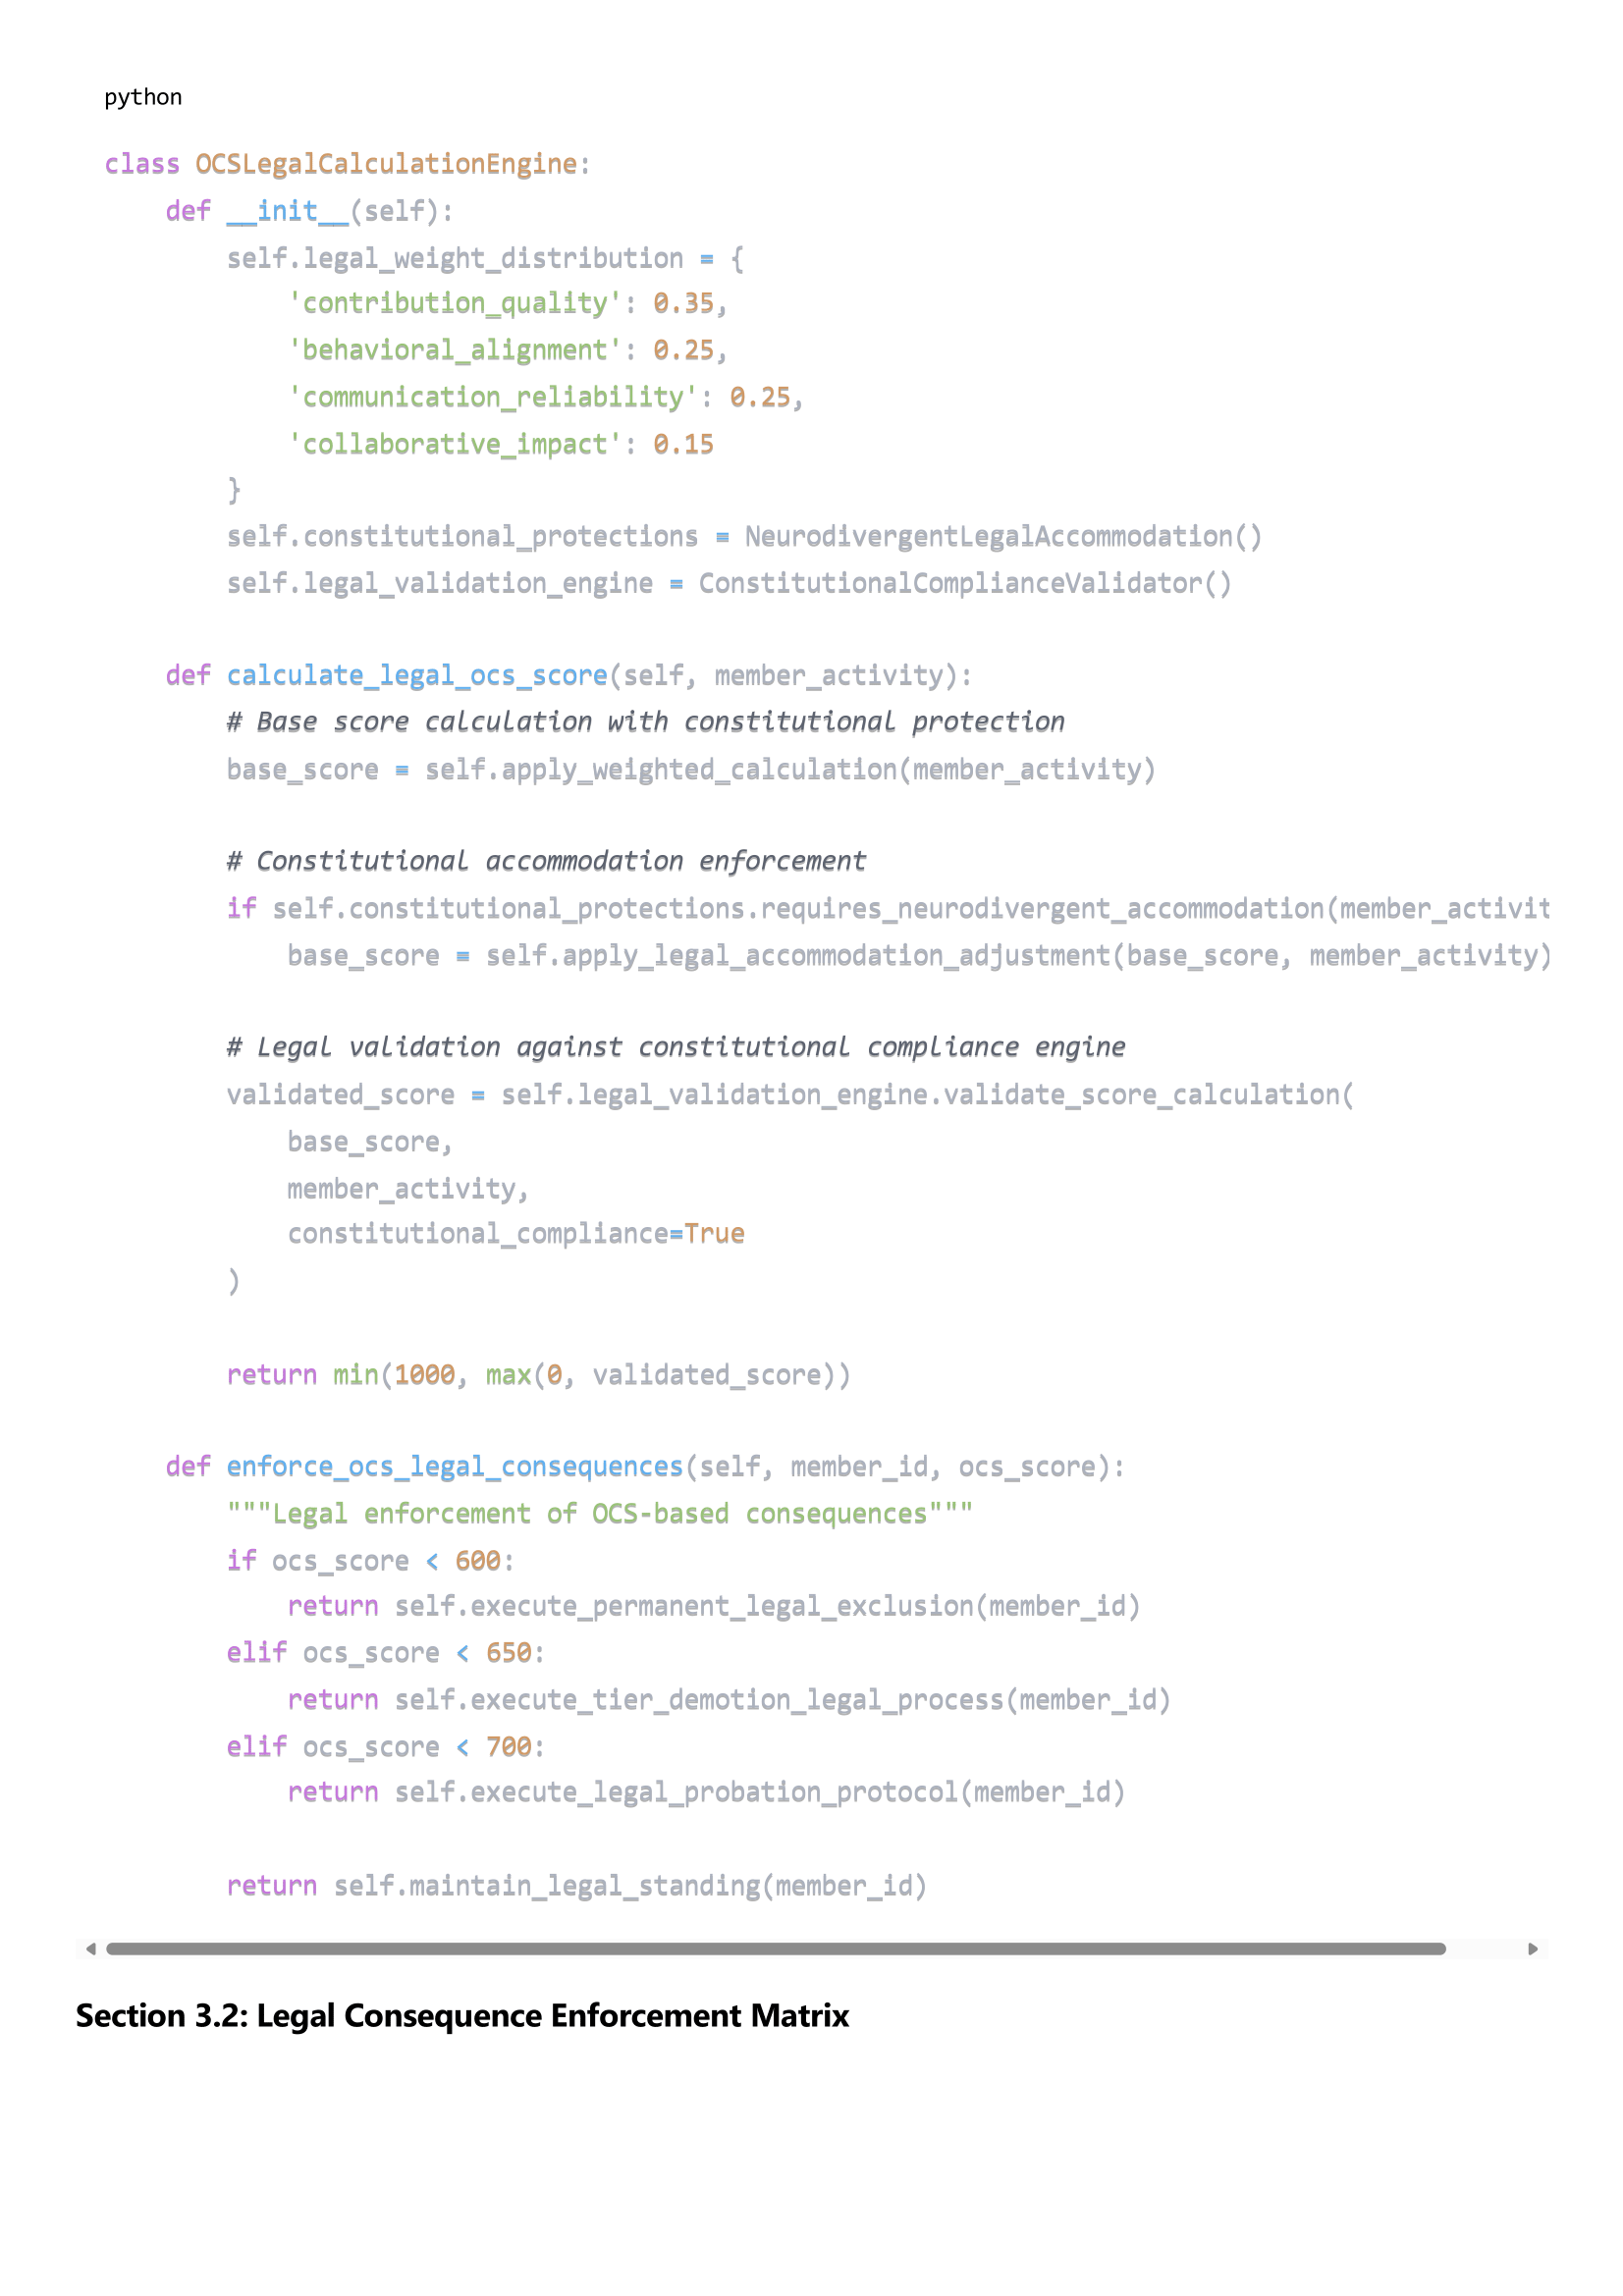 python
class OCSLegalCalculationEngine:
    def __init__(self):
        self.legal_weight_distribution = {
            'contribution_quality': 0.35,
            'behavioral_alignment': 0.25,
            'communication_reliability': 0.25,
            'collaborative_impact': 0.15
        }
        self.constitutional_protections = NeurodivergentLegalAccommodation()
        self.legal_validation_engine = ConstitutionalComplianceValidator()
    def calculate_legal_ocs_score(self, member_activity):
        # Base score calculation with constitutional protection
        base_score = self.apply_weighted_calculation(member_activity)
        # Constitutional accommodation enforcement
        if self.constitutional_protections.requires_neurodivergent_accommodation(member_activit
            base_score = self.apply_legal_accommodation_adjustment(base_score, member_activity)
        # Legal validation against constitutional compliance engine
        validated_score = self.legal_validation_engine.validate_score_calculation(
            base_score,
            member_activity,
            constitutional_compliance=True
        )
        return min(1000, max(0, validated_score))
    def enforce_ocs_legal_consequences(self, member_id, ocs_score):
        """Legal enforcement of OCS-based consequences"""
        if ocs_score < 600:
            return self.execute_permanent_legal_exclusion(member_id)
        elif ocs_score < 650:
            return self.execute_tier_demotion_legal_process(member_id)
        elif ocs_score < 700:
            return self.execute_legal_probation_protocol(member_id)
        return self.maintain_legal_standing(member_id)
Section 3.2: Legal Consequence Enforcement Matrix